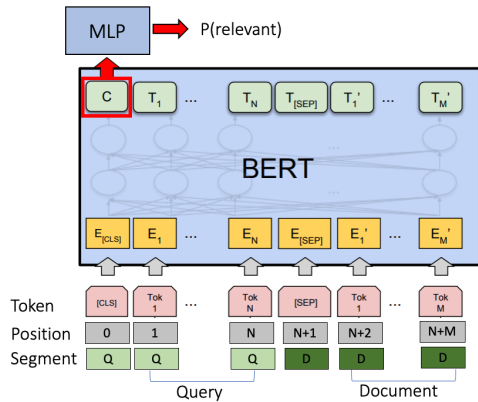 MLP P(relevant)
C T1 ... TN T[SEP] T1' ... TM'
...
...
BERT
E[CLS] E1 ... EN E[SEP] E1' ... EM'
Token [CLS] Tok 1 ... Tok N [SEP] Tok 1 ... Tok M
Position 0 1 N N+1 N+2 N+M
Segment Q Q Q D D D
Query Document